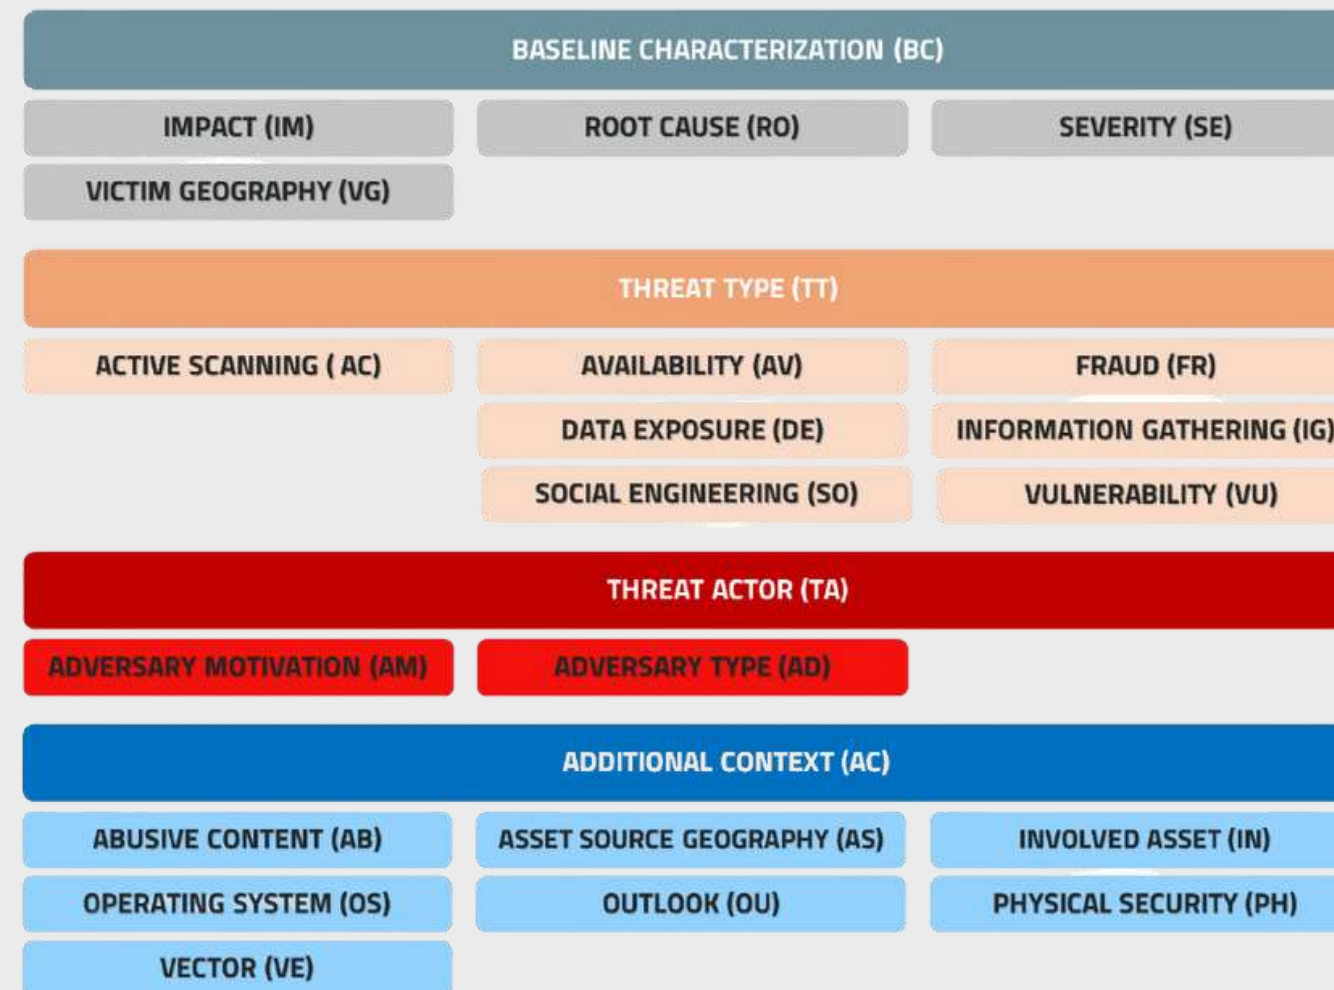 BASELINE CHARACTERIZATION (BC)
IMPACT (IM)
ROOT CAUSE (RO)
SEVERITY (SE)
VICTIM GEOGRAPHY (VG)
THREAT TYPE (TT)
ACTIVE SCANNING ( AC)
AVAILABILITY (AV)
FRAUD (FR)
DATA EXPOSURE (DE)
INFORMATION GATHERING (IG)
SOCIAL ENGINEERING (SO)
VULNERABILITY (VU)
THREAT ACTOR (TA)
ADVERSARY MOTIVATION (AM)
ADVERSARY TYPE (AD)
ADDITIONAL CONTEXT (AC)
ABUSIVE CONTENT (AB)
ASSET SOURCE GEOGRAPHY (AS)
INVOLVED ASSET (IN)
OPERATING SYSTEM (OS)
OUTLOOK (OU)
PHYSICAL SECURITY (PH)
VECTOR (VE)